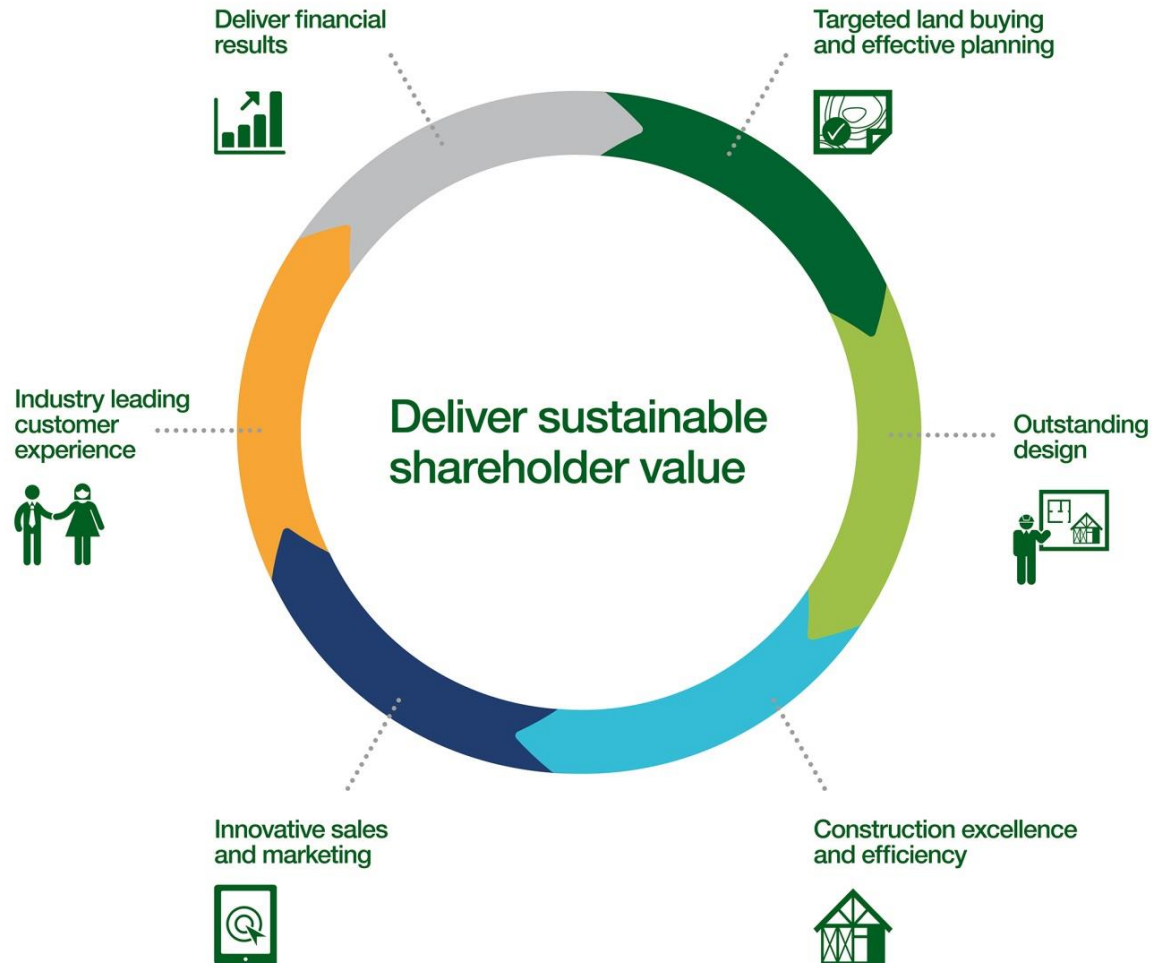 Deliver financial
results
Targeted land buying
and effective planning
Industry leading
customer
experience
Deliver sustainable
shareholder value
Outstanding
design
Innovative sales
and marketing
Construction excellence
and efficiency